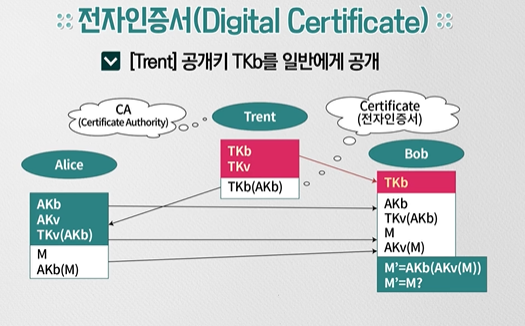 전자인증서(Digital Certificate)
[Trent] 공개키 TKb를 일반에게 공개
CA
(Certificate Authority)
Trent
Certificate
(전자인증서)
Alice
Bob
TKb
TKv
TKb(AKb)
TKb
AKb
AKv
TKv(AKb)
M
AKb(M)
AKb
TKv(AKb)
M
AKv(M)
M'=AKb(AKv(M))
M'=M?